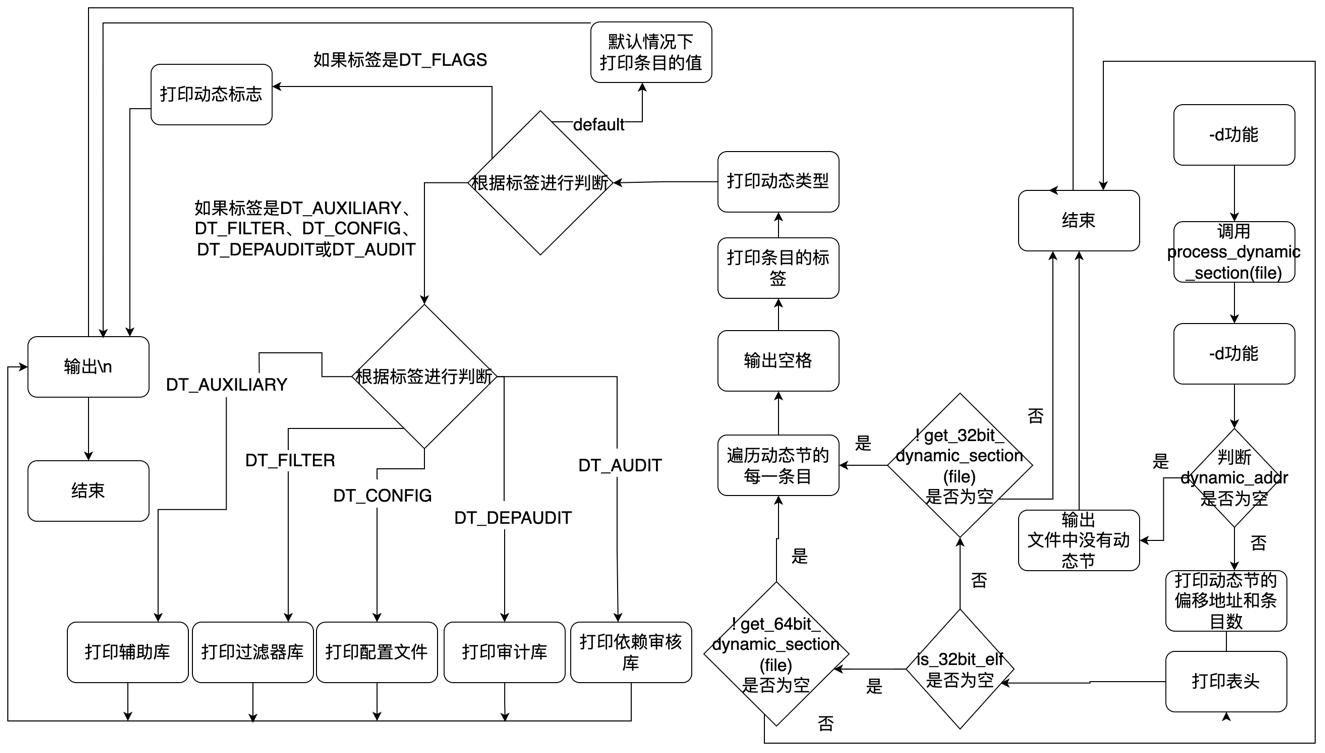 默认情况下
打印条目的值
如果标签是DT_FLAGS
打印动态标志
default
-d功能
打印动态类型
根据标签进行判断
如果标签是DT_AUXILIARY、
DT_FILTER、DT_CONFIG、
DT_DEPAUDIT或DT_AUDIT
结束
调用
process_dynamic
_section(file)
打印条目的标
签
-d功能
输出\n
输出空格
根据标签进行判断
DT_AUXILIARY
否
! get_32bit_
dynamic_section
(file)
是否为空
是
遍历动态节的
每一条目
DT_FILTER
DT_AUDIT
判断
dynamic_addr
是否为空
是
结束
DT_CONFIG
DT_DEPAUDIT
输出
文件中没有动
态节
否
是
否
打印动态节的
偏移地址和条
目数
! get_64bit_
dynamic_section
(file)
是否为空
is_32bit_elf
是否为空
打印辅助库
打印过滤器库
打印配置文件
打印审计库
打印依赖审核
库
打印表头
是
否